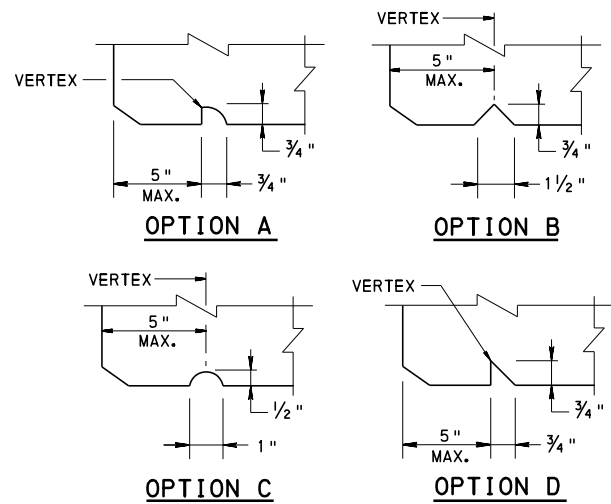 VERTEX
3/4"
5"
MAX.
3/4"
OPTION A
VERTEX
5"
MAX.
3/4"
1 1/2"
OPTION B
VERTEX
5"
MAX.
1/2"
1"
OPTION C
VERTEX
3/4"
5"
MAX.
3/4"
OPTION D